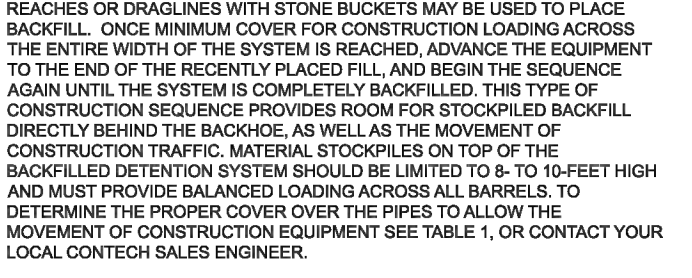 REACHES OR DRAGLINES WITH STONE BUCKETS MAY BE USED TO PLACE
BACKFILL. ONCE MINIMUM COVER FOR CONSTRUCTION LOADING ACROSS
THE ENTIRE WIDTH OF THE SYSTEM IS REACHED, ADVANCE THE EQUIPMENT
TO THE END OF THE RECENTLY PLACED FILL, AND BEGIN THE SEQUENCE
AGAIN UNTIL THE SYSTEM IS COMPLETELY BACKFILLED. THIS TYPE OF
CONSTRUCTION SEQUENCE PROVIDES ROOM FOR STOCKPILED BACKFILL
DIRECTLY BEHIND THE BACKHOE, AS WELL AS THE MOVEMENT OF
CONSTRUCTION TRAFFIC. MATERIAL STOCKPILES ON TOP OF THE
BACKFILLED DETENTION SYSTEM SHOULD BE LIMITED TO 8- TO 10-FEET HIGH
AND MUST PROVIDE BALANCED LOADING ACROSS ALL BARRELS. TO
DETERMINE THE PROPER COVER OVER THE PIPES TO ALLOW THE
MOVEMENT OF CONSTRUCTION EQUIPMENT SEE TABLE 1, OR CONTACT YOUR
LOCAL CONTECH SALES ENGINEER.